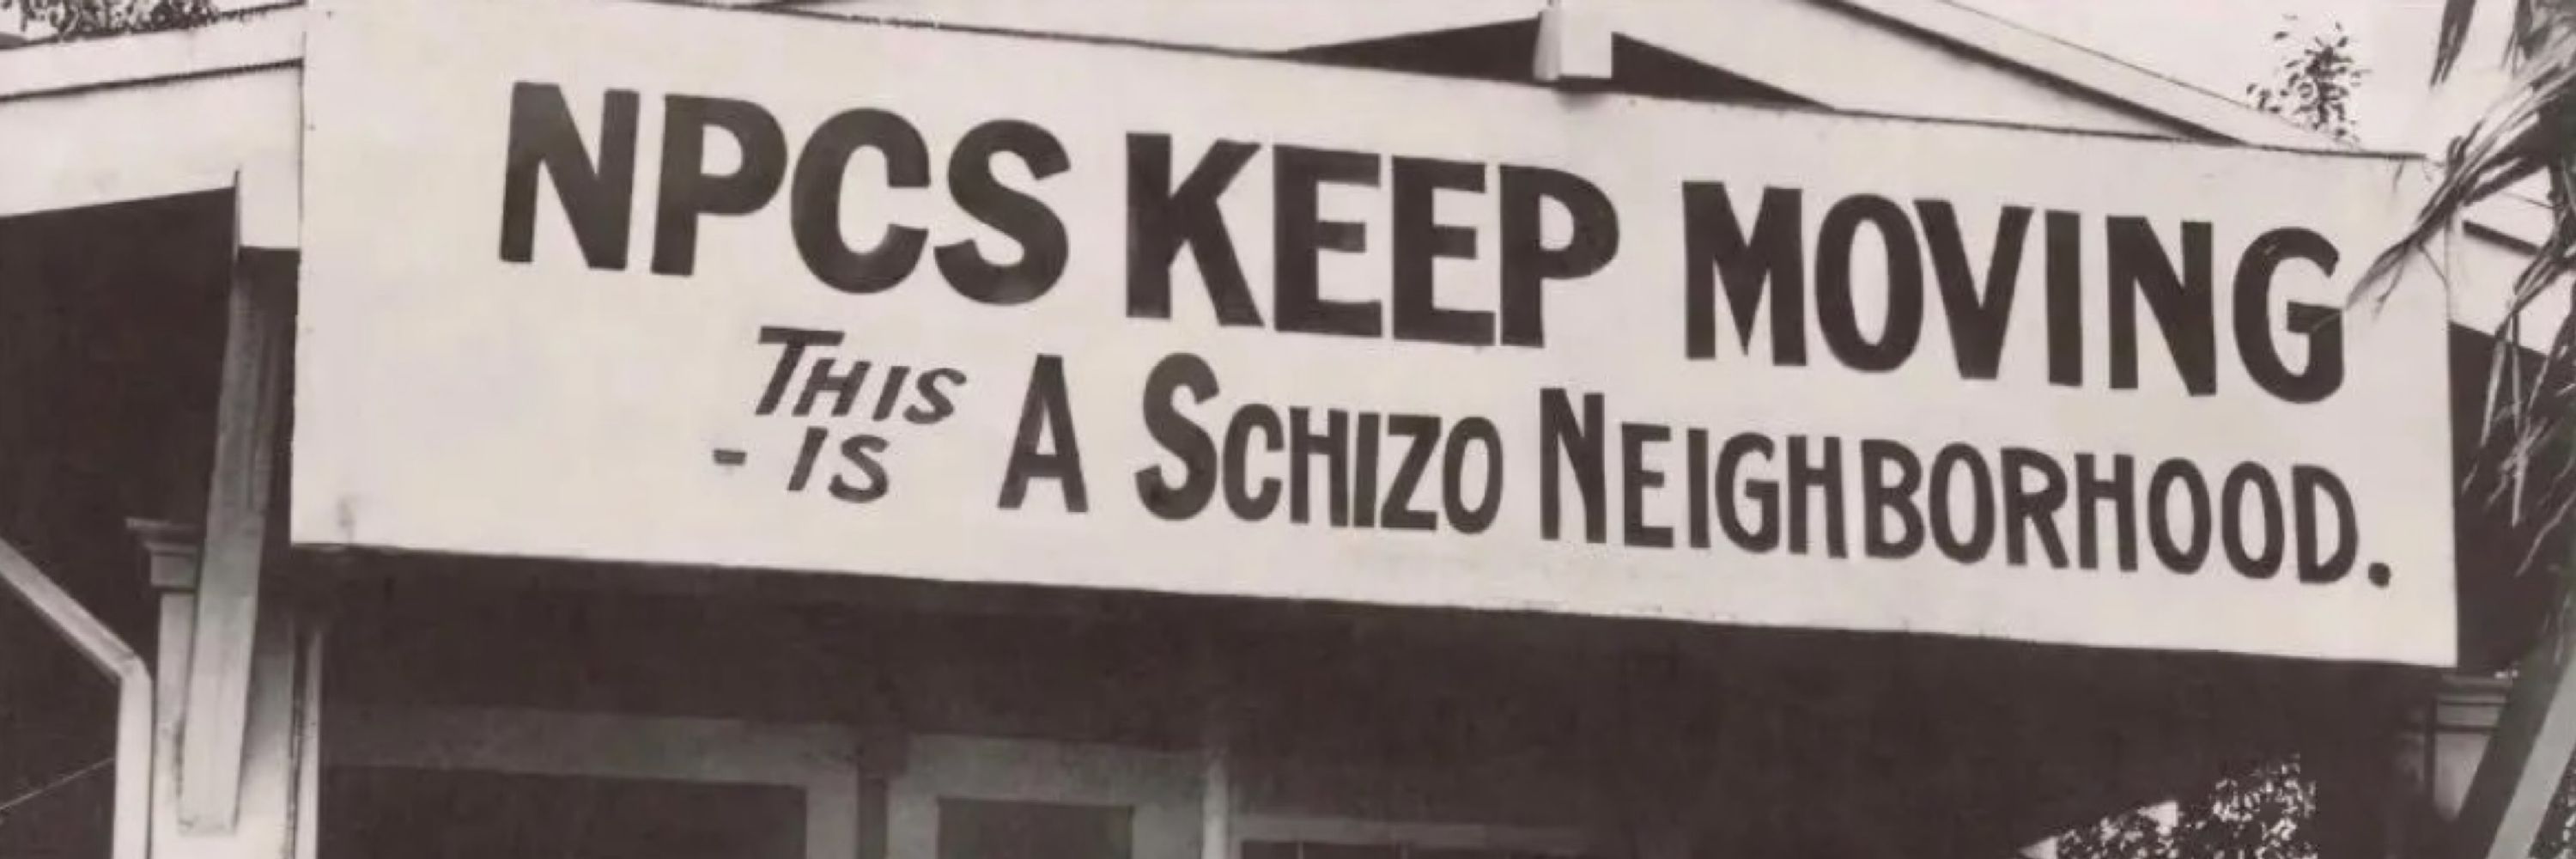 NPCS KEEP MOVING
THIS
- IS A SCHIZO NEIGHBORHOOD.